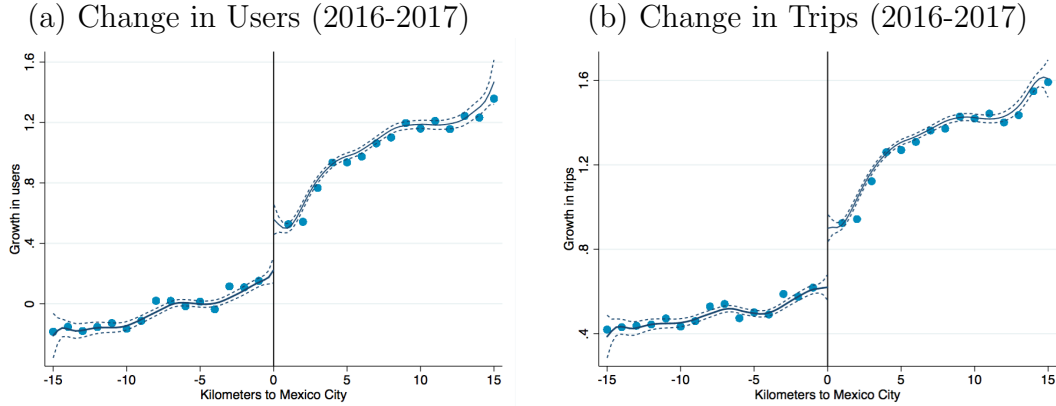 (a) Change in Users (2016-2017)
Growth in users
1.6
1.2
.8
.4
0
-15 -10 -5 0 5 10 15
Kilometers to Mexico City
(b) Change in Trips (2016-2017)
Growth in trips
1.6
1.2
.8
.4
-15 -10 -5 0 5 10 15
Kilometers to Mexico City